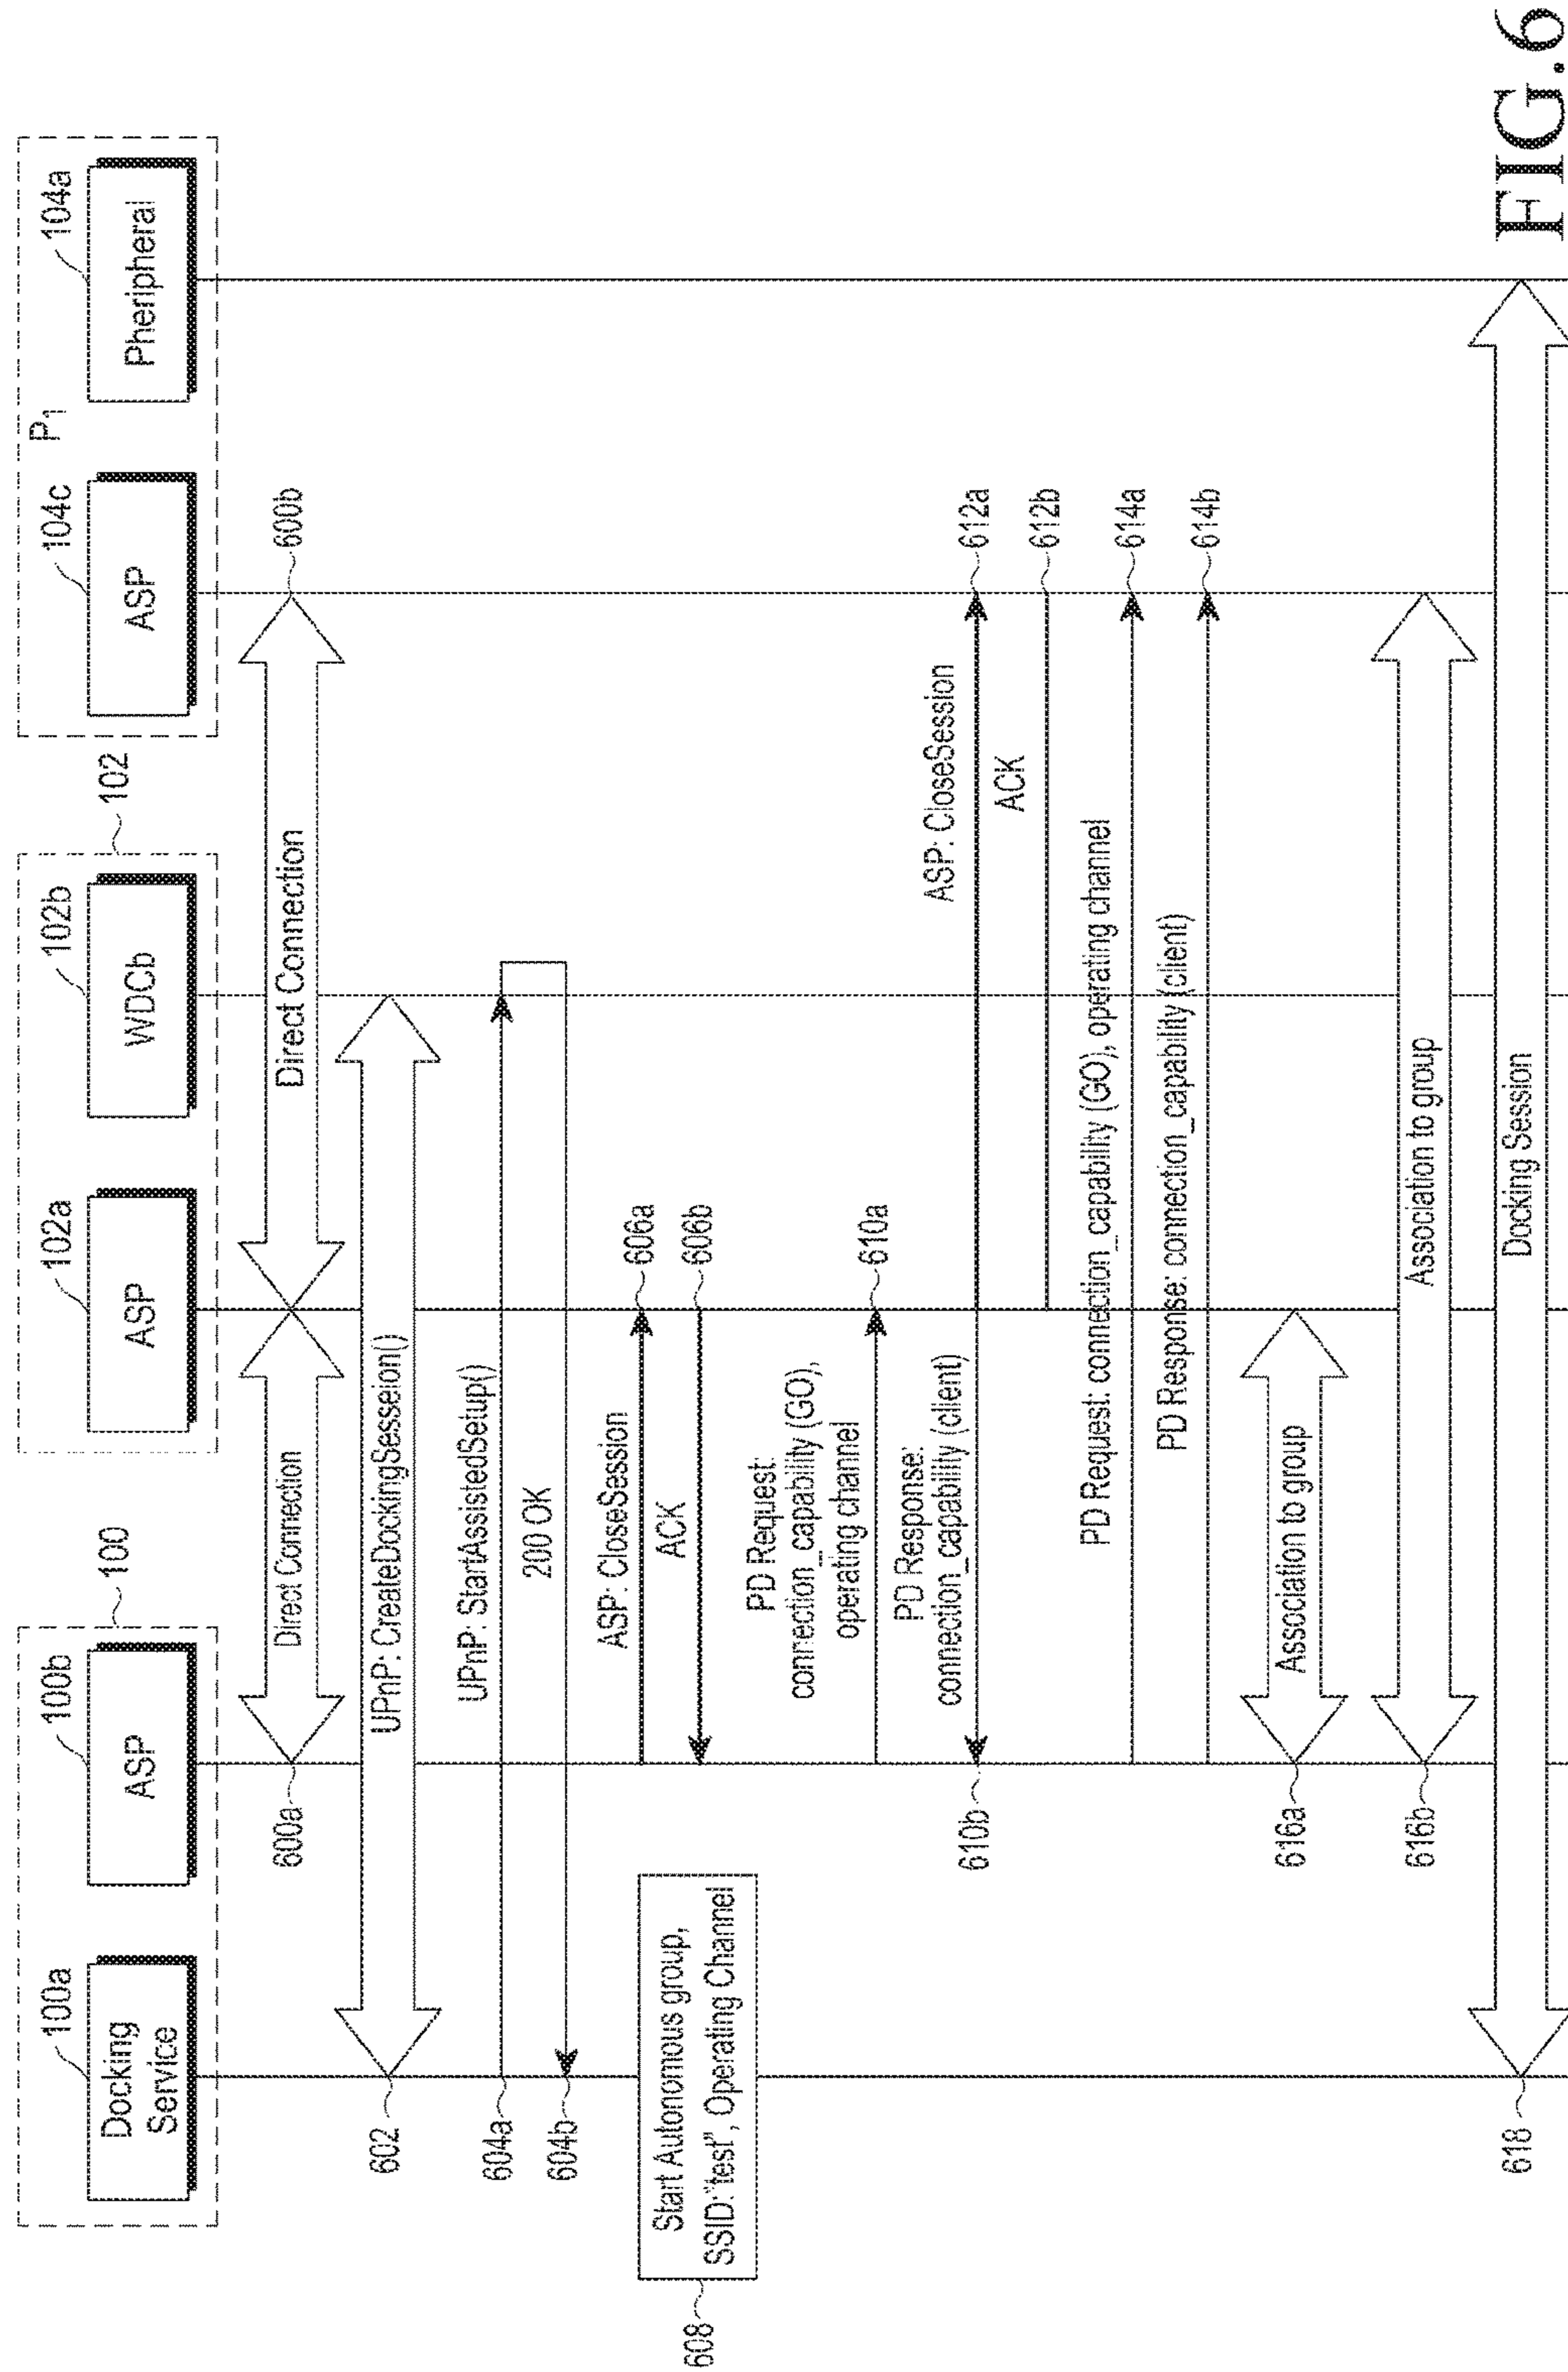 100
102
P1
100a
100b
102a
102b
104c
104a
Docking
Service
ASP
ASP
WDCb
ASP
Pheripheral
600a
Direct Connection
Direct Connection
600b
602
UPnP: CreateDockingSesseion()
604a
UPnP: StartAssistedSetup()
604b
200 OK
ASP: CloseSession
606a
ACK
606b
608
Start Autonomous group,
SSID:"test", Operating Channel
PD Request:
connection_capability (GO),
operating channel
610a
PD Response:
connection_capability (client)
610b
ASP: CloseSession
612a
ACK
612b
PD Request: connection_capability (GO), operating channel
614a
PD Response: connection_capability (client)
614b
616a
Association to group
616b
Association to group
618
Docking Session
FIG.6